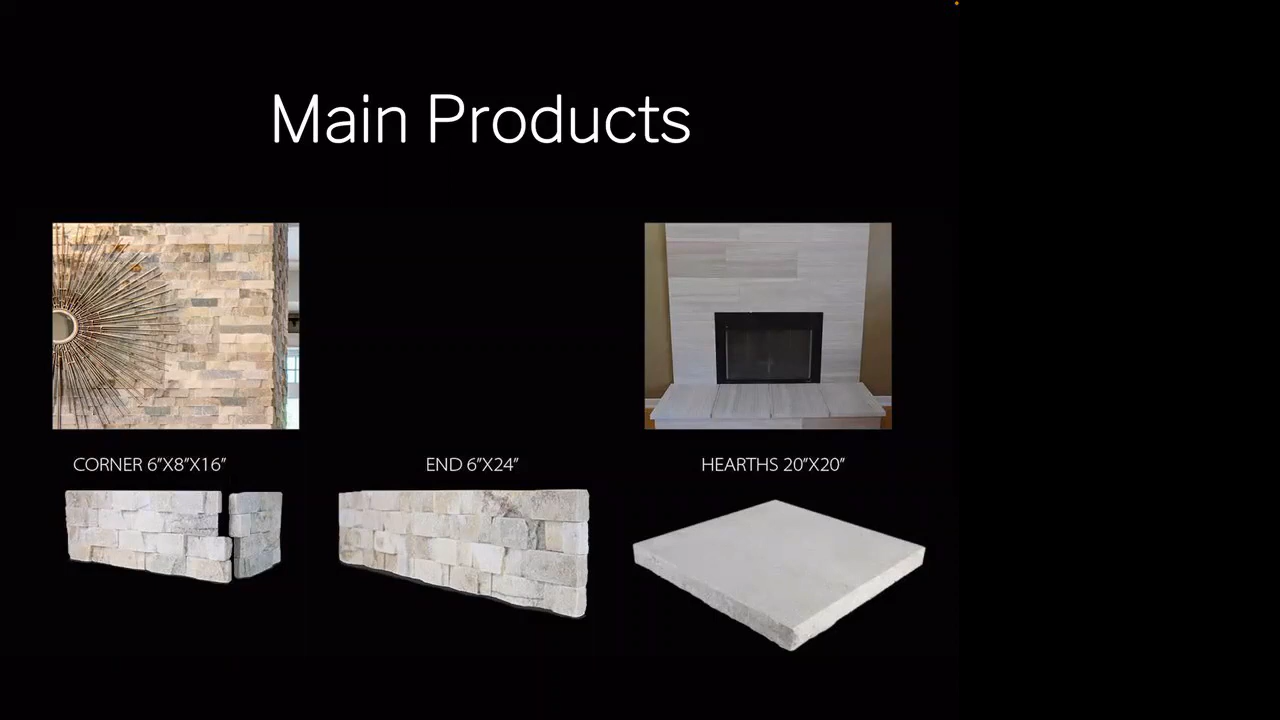 Main Products
CORNER 6”X8”X16”
END 6”X24”
HEARTHS 20”X20”